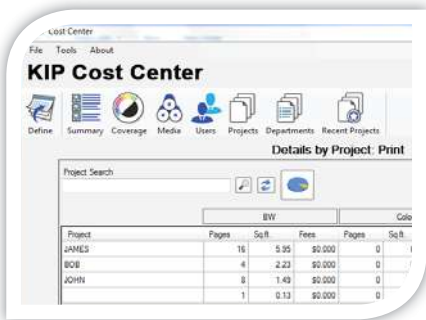 Cost Center
File Tools About
KIP Cost Center
Define Summary Coverage Media Users Projects Departments Recent Projects
Details by Project: Print
Project Search
BW Colo
Project Pages Sq.ft. Fees Pages Sq.ft.
JAMES 16 5.95 $0.000 0
BOB 4 2.23 $0.000 0
JOHN 8 1.49 $0.000 0
1 0.13 $0.000 0